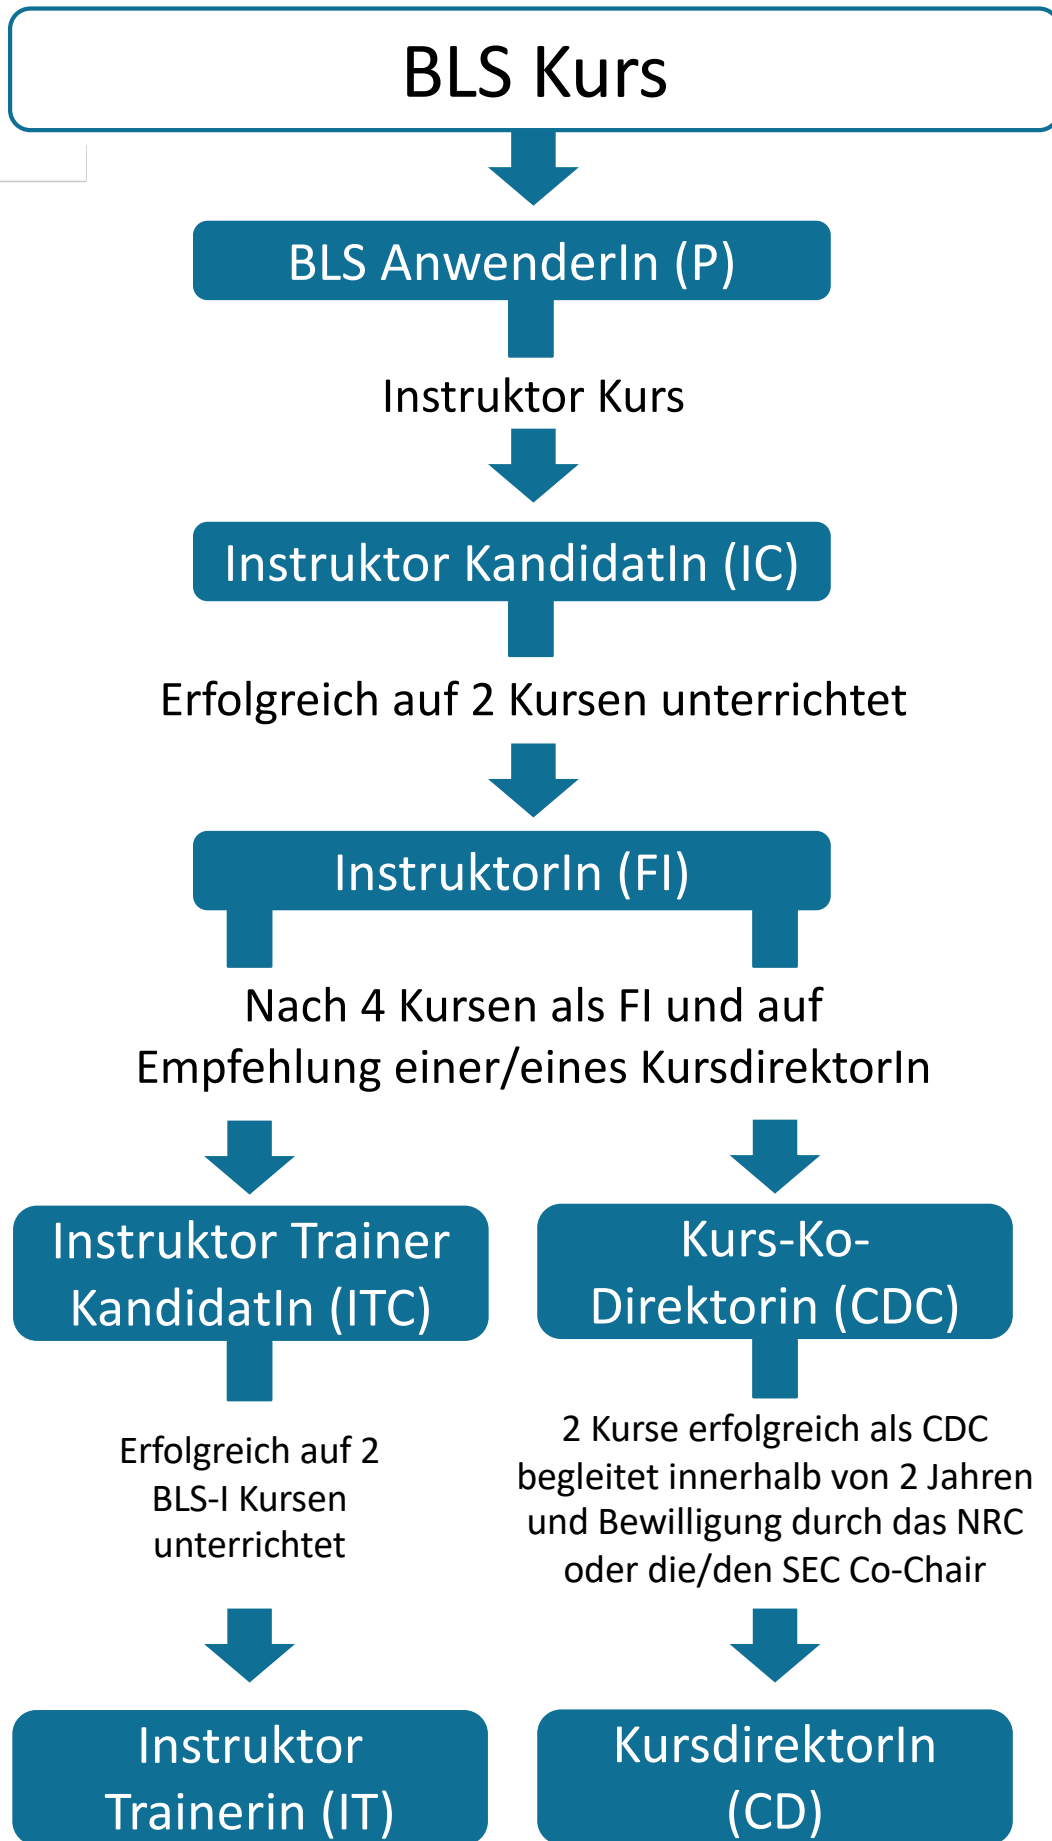 BLS Kurs
BLS AnwenderIn (P)
Instruktor Kurs
Instruktor KandidatIn (IC)
Erfolgreich auf 2 Kursen unterrichtet
InstruktorIn (FI)
Nach 4 Kursen als FI und auf
Empfehlung einer/eines KursdirektorIn
Instruktor Trainer
KandidatIn (ITC)
Kurs-Ko-
Direktorin (CDC)
Erfolgreich auf 2
BLS-I Kursen
unterrichtet
2 Kurse erfolgreich als CDC
begleitet innerhalb von 2 Jahren
und Bewilligung durch das NRC
oder die/den SEC Co-Chair
Instruktor
Trainerin (IT)
KursdirektorIn
(CD)